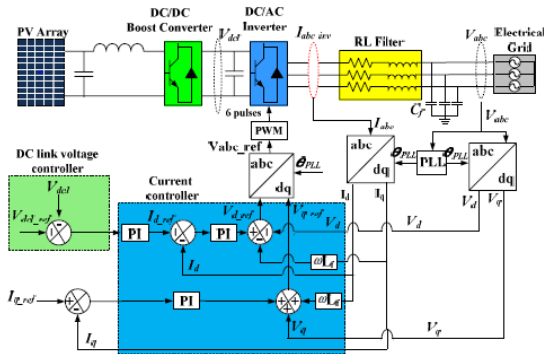 PV Array
DC/DC
Boost Converter
V_dcl
DC/AC
Inverter
I_abc_inv
RL Filter
V_abc
Electrical
Grid
6 pulses
PWM
C_f
I_abc
V_abc
Vabc_ref
abc
dq
θ_PLL
abc
dq
θ_PLL
PLL
θ_PLL
abc
dq
DC link voltage
controller
V_dcl
V_dcl_ref
Current
controller
I_d
I_q
V_d
V_q
PI
I_d_ref
PI
V_d_ref
V_q_ref
V_d
V_d
I_d
ωL_f
I_q_ref
PI
ωL_f
I_q
V_q
V_q